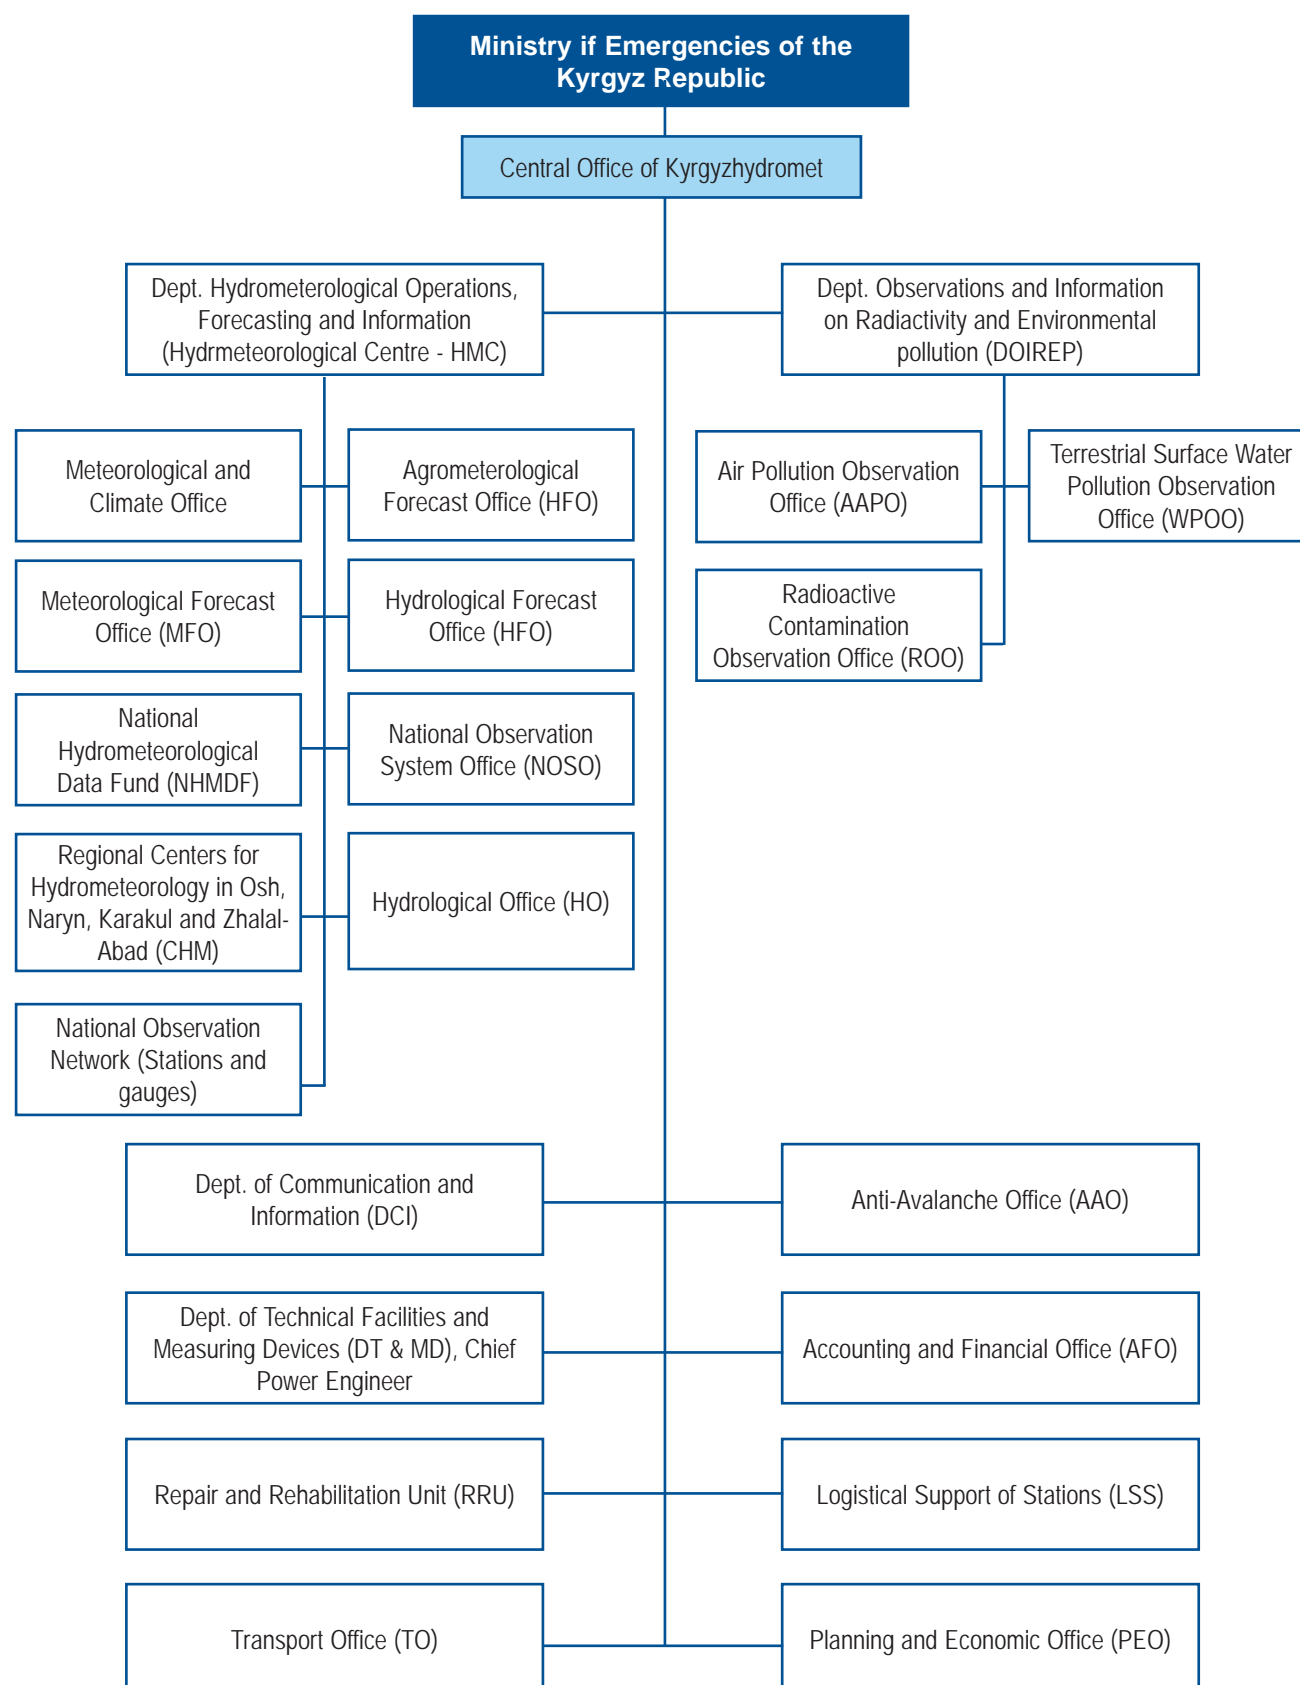 Ministry if Emergencies of the
Kyrgyz Republic
Central Office of Kyrgyzhydromet
Dept. Hydrometerological Operations,
Forecasting and Information
(Hydrmeteorological Centre - HMC)
Dept. Observations and Information
on Radiactivity and Environmental
pollution (DOIREP)
Meteorological and
Climate Office
Agrometerological
Forecast Office (HFO)
Air Pollution Observation
Office (AAPO)
Terrestrial Surface Water
Pollution Observation
Office (WPOO)
Meteorological Forecast
Office (MFO)
Hydrological Forecast
Office (HFO)
Radioactive
Contamination
Observation Office (ROO)
National
Hydrometeorological
Data Fund (NHMDF)
National Observation
System Office (NOSO)
Regional Centers for
Hydrometeorology in Osh,
Naryn, Karakul and Zhalal-
Abad (CHM)
Hydrological Office (HO)
National Observation
Network (Stations and
gauges)
Dept. of Communication and
Information (DCI)
Anti-Avalanche Office (AAO)
Dept. of Technical Facilities and
Measuring Devices (DT & MD), Chief
Power Engineer
Accounting and Financial Office (AFO)
Repair and Rehabilitation Unit (RRU)
Logistical Support of Stations (LSS)
Transport Office (TO)
Planning and Economic Office (PEO)